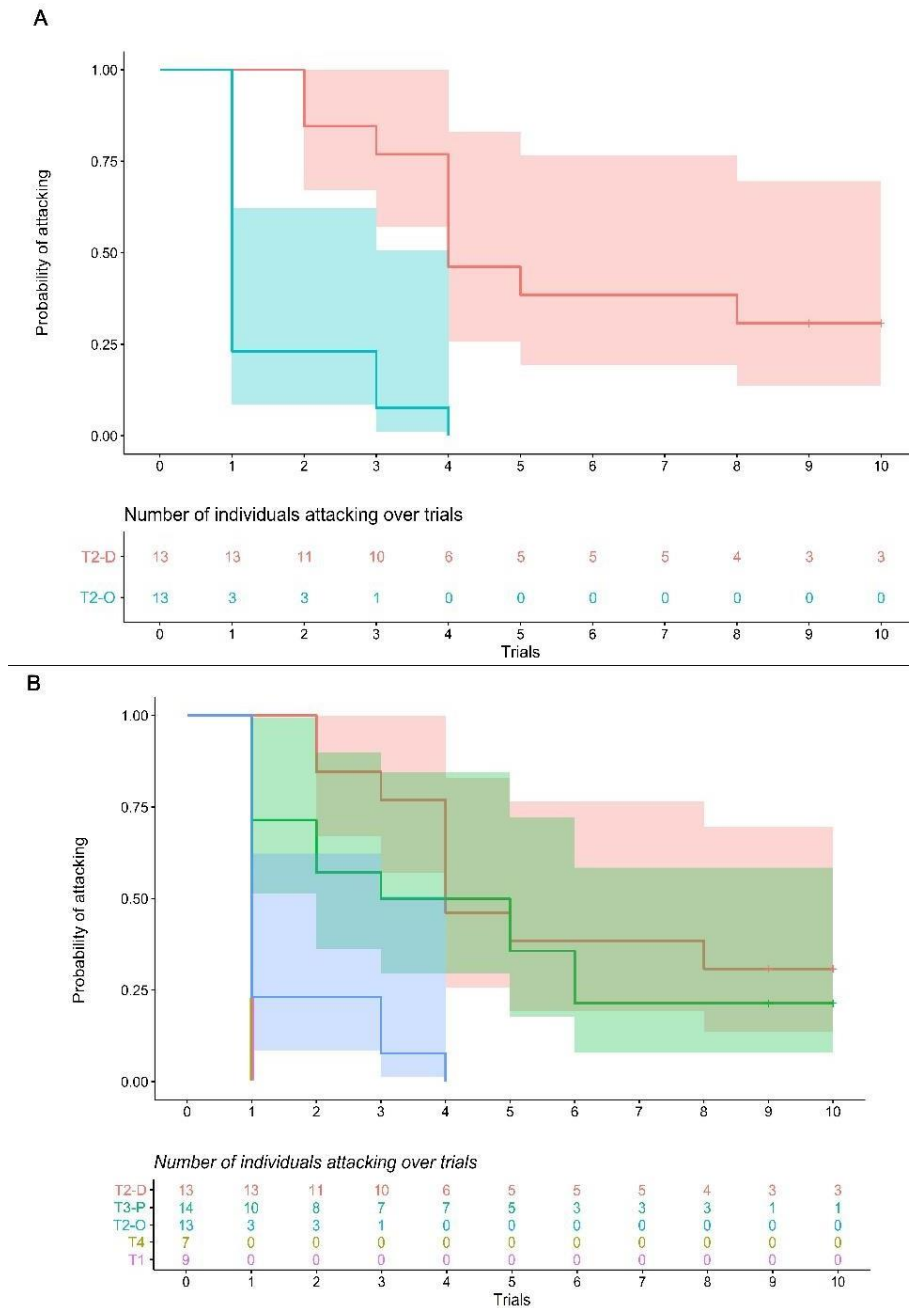 A
1.00
0.75
0.50
0.25
0.00
Probability of attacking
0 1 2 3 4 5 6 7 8 9 10
Number of individuals attacking over trials
T2-D 13 13 11 10 6 5 5 5 4 3 3
T2-O 13 3 3 1 0 0 0 0 0 0 0
0 1 2 3 4 5 6 7 8 9 10
Trials
B
1.00
0.75
0.50
0.25
0.00
Probability of attacking
0 1 2 3 4 5 6 7 8 9 10
Number of individuals attacking over trials
T2-D 13 13 11 10 6 5 5 5 4 3 3
T3-P 14 10 8 7 7 5 3 3 3 1 1
T2-O 13 3 3 1 0 0 0 0 0 0 0
T4 7 0 0 0 0 0 0 0 0 0 0
T1 9 0 0 0 0 0 0 0 0 0 0
0 1 2 3 4 5 6 7 8 9 10
Trials